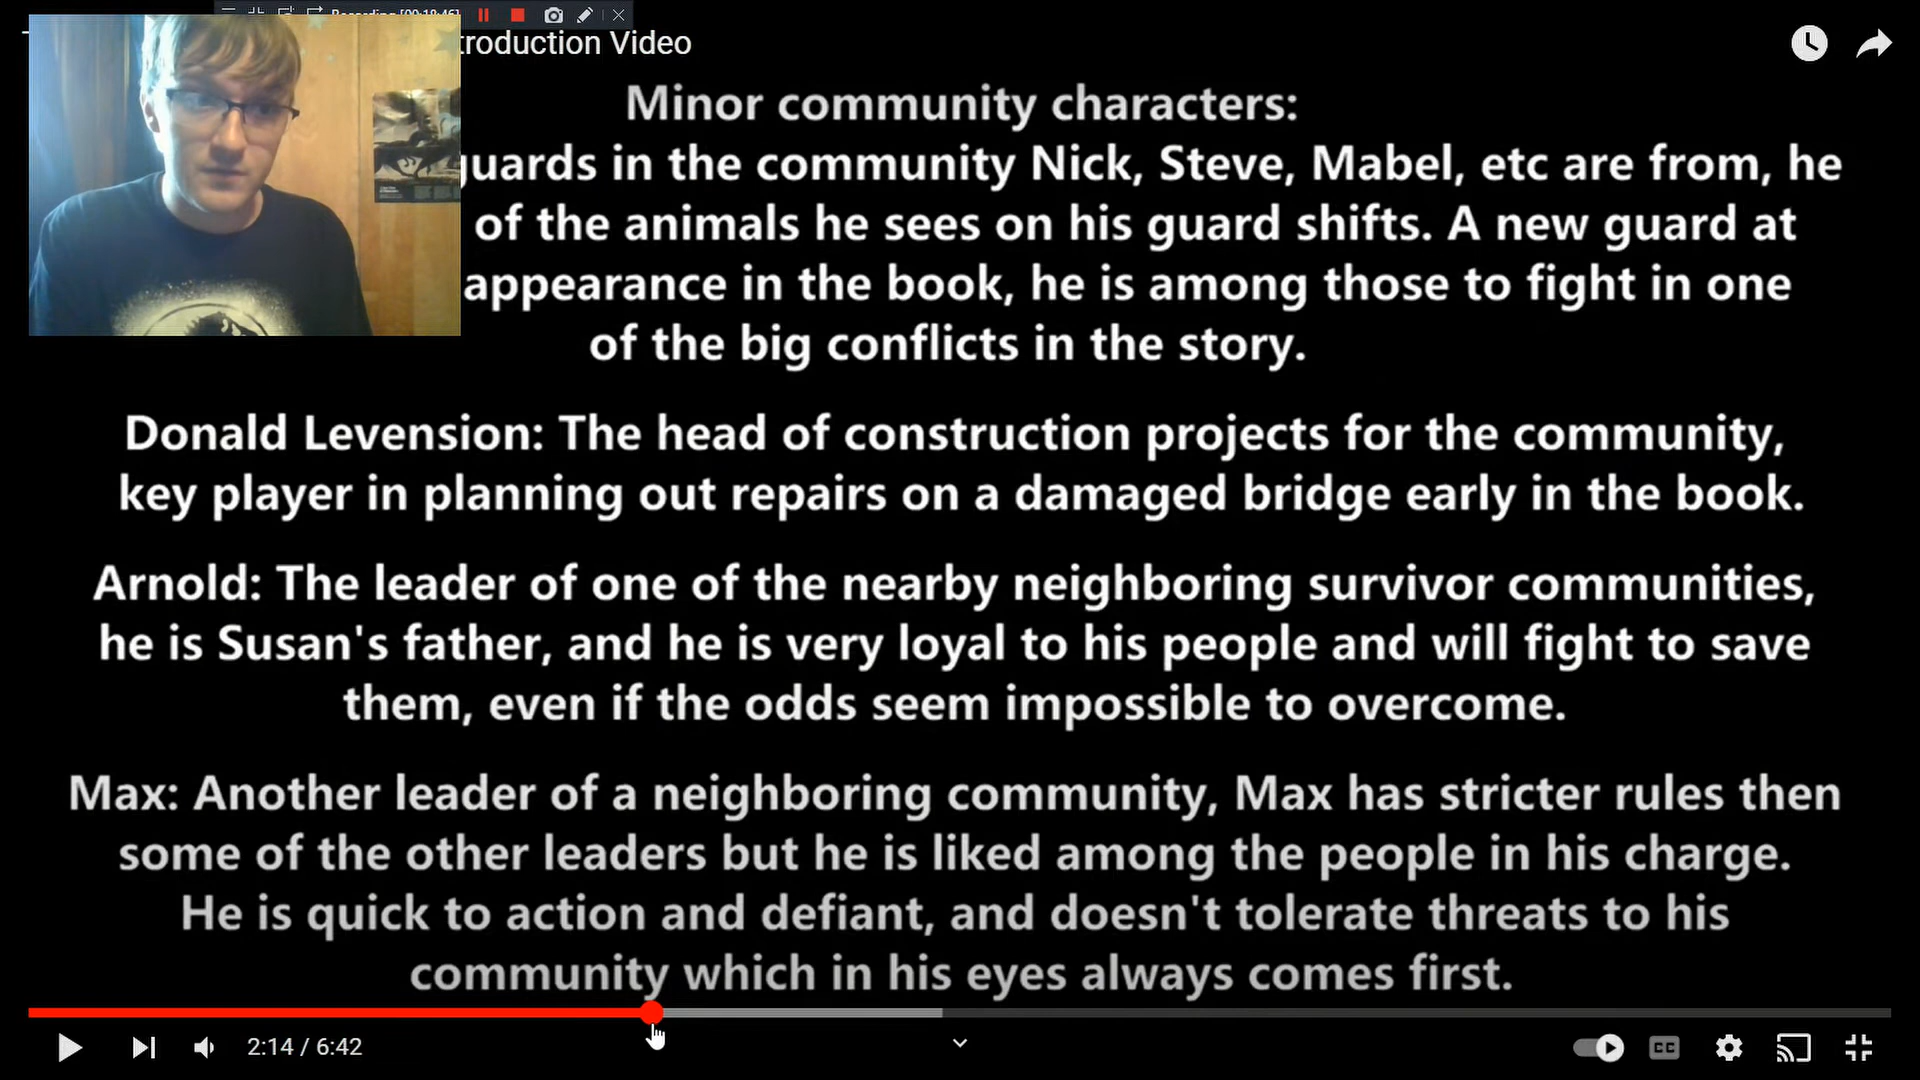 Recording [00:18:46]
troduction Video
Minor community characters:
guards in the community Nick, Steve, Mabel, etc are from, he
of the animals he sees on his guard shifts. A new guard at
appearance in the book, he is among those to fight in one
of the big conflicts in the story.
Donald Levension: The head of construction projects for the community,
key player in planning out repairs on a damaged bridge early in the book.
Arnold: The leader of one of the nearby neighboring survivor communities,
he is Susan's father, and he is very loyal to his people and will fight to save
them, even if the odds seem impossible to overcome.
Max: Another leader of a neighboring community, Max has stricter rules then
some of the other leaders but he is liked among the people in his charge.
He is quick to action and defiant, and doesn't tolerate threats to his
community which in his eyes always comes first.
2:14 / 6:42
CC